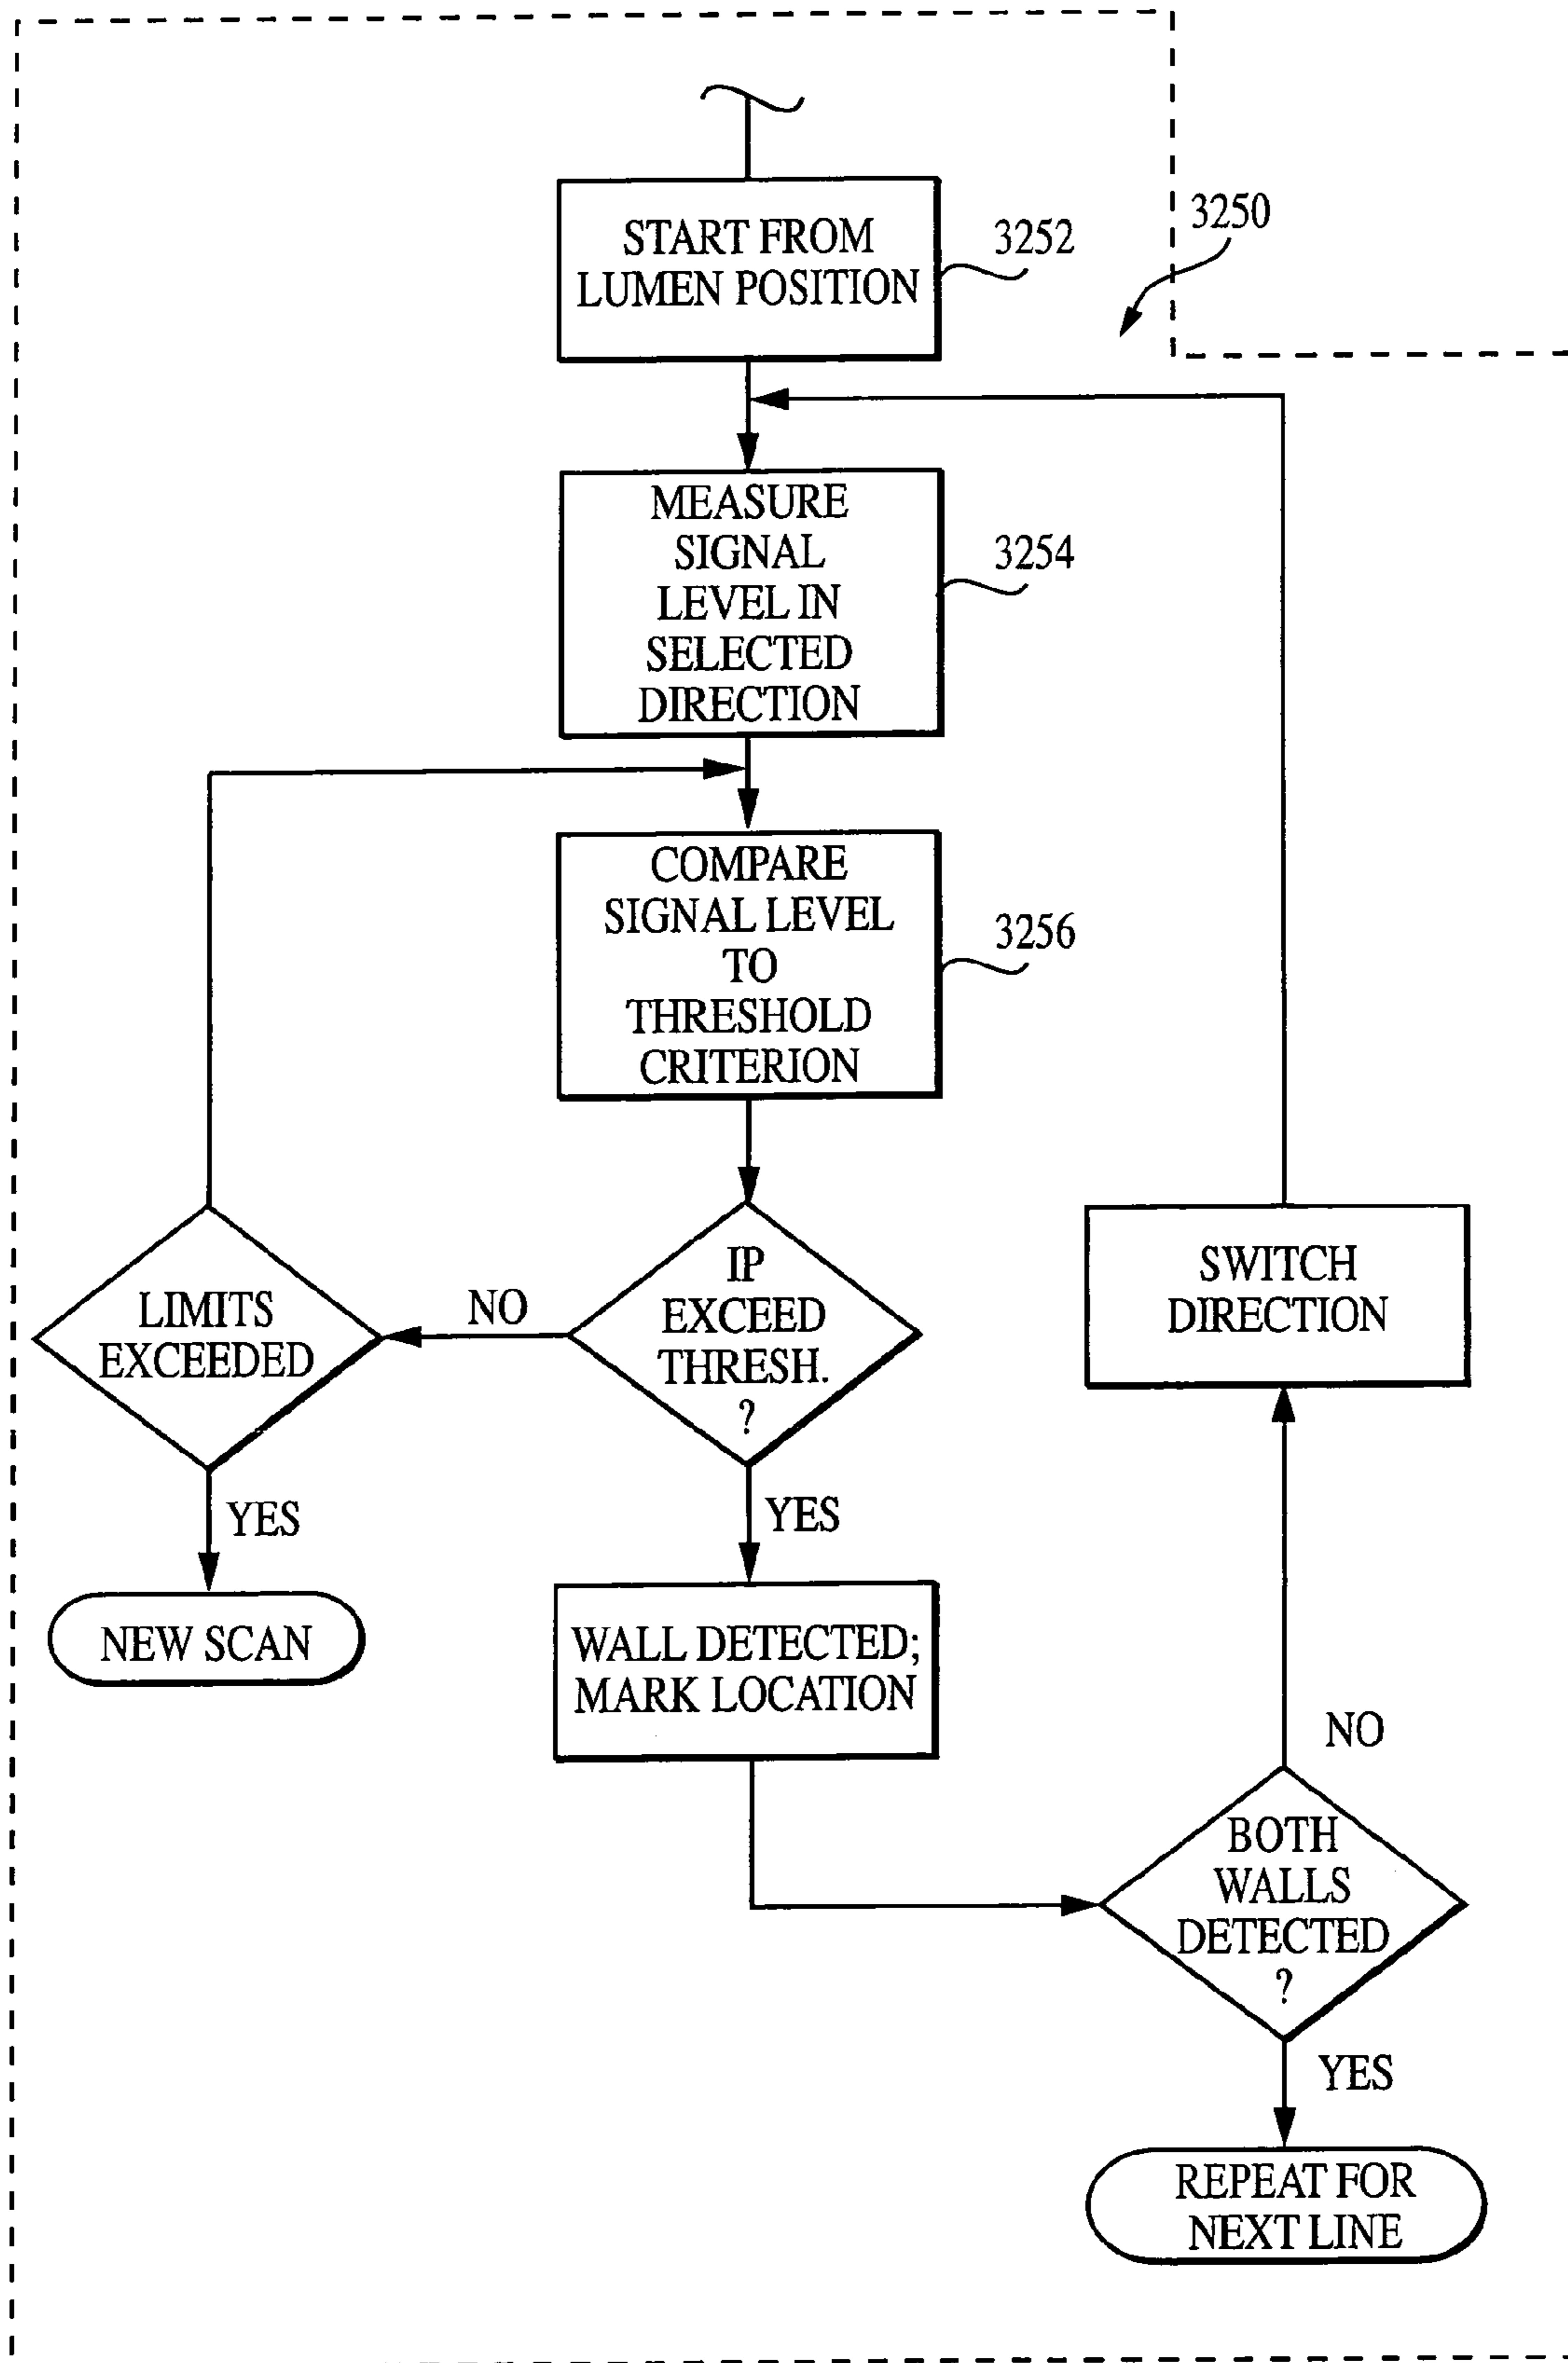 3250
START FROM
LUMEN POSITION
3252
MEASURE
SIGNAL
LEVEL IN
SELECTED
DIRECTION
3254
COMPARE
SIGNAL LEVEL
TO
THRESHOLD
CRITERION
3256
IP
EXCEED
THRESH.
?
NO
LIMITS
EXCEEDED
YES
NEW SCAN
YES
WALL DETECTED;
MARK LOCATION
BOTH
WALLS
DETECTED
?
NO
SWITCH
DIRECTION
YES
REPEAT FOR
NEXT LINE